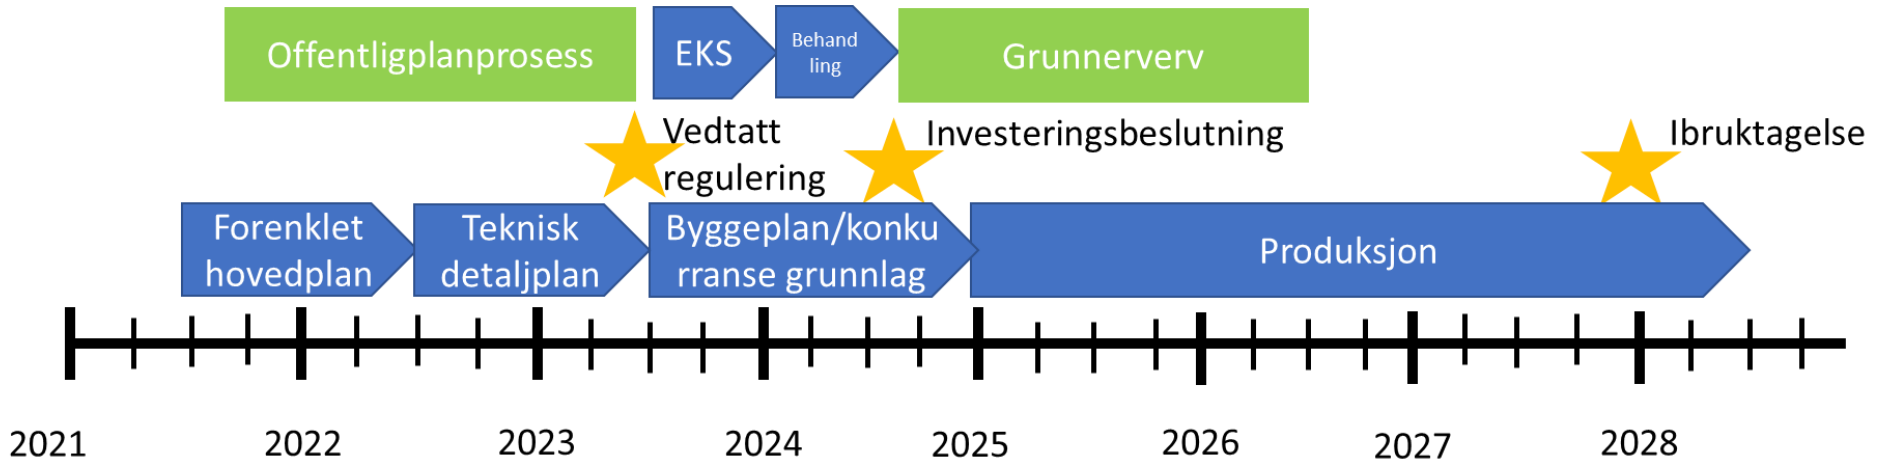 Offentligplanprosess
EKS
Behand
ling
Grunnerverv
Vedtatt
regulering
Investeringsbeslutning
Ibruktagelse
Forenklet
hovedplan
Teknisk
detaljplan
Byggeplan/konku
rranse grunnlag
Produksjon
2021 2022 2023 2024 2025 2026 2027 2028